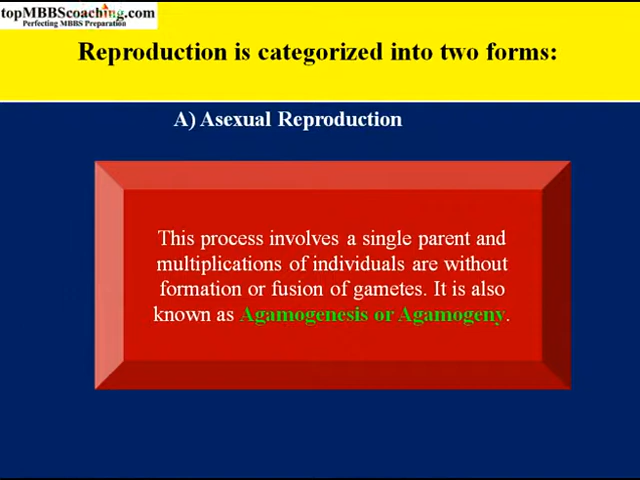 topMBBScoaching.com
Perfecting MBBS Preparation
Reproduction is categorized into two forms:
A) Asexual Reproduction
This process involves a single parent and
multiplications of individuals are without
formation or fusion of gametes. It is also
known as Agamogenesis or Agamogeny.